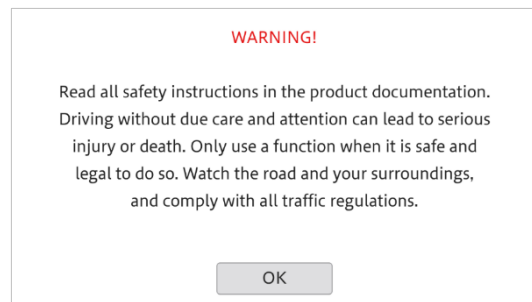 WARNING!
Read all safety instructions in the product documentation.
Driving without due care and attention can lead to serious
injury or death. Only use a function when it is safe and
legal to do so. Watch the road and your surroundings,
and comply with all traffic regulations.
OK